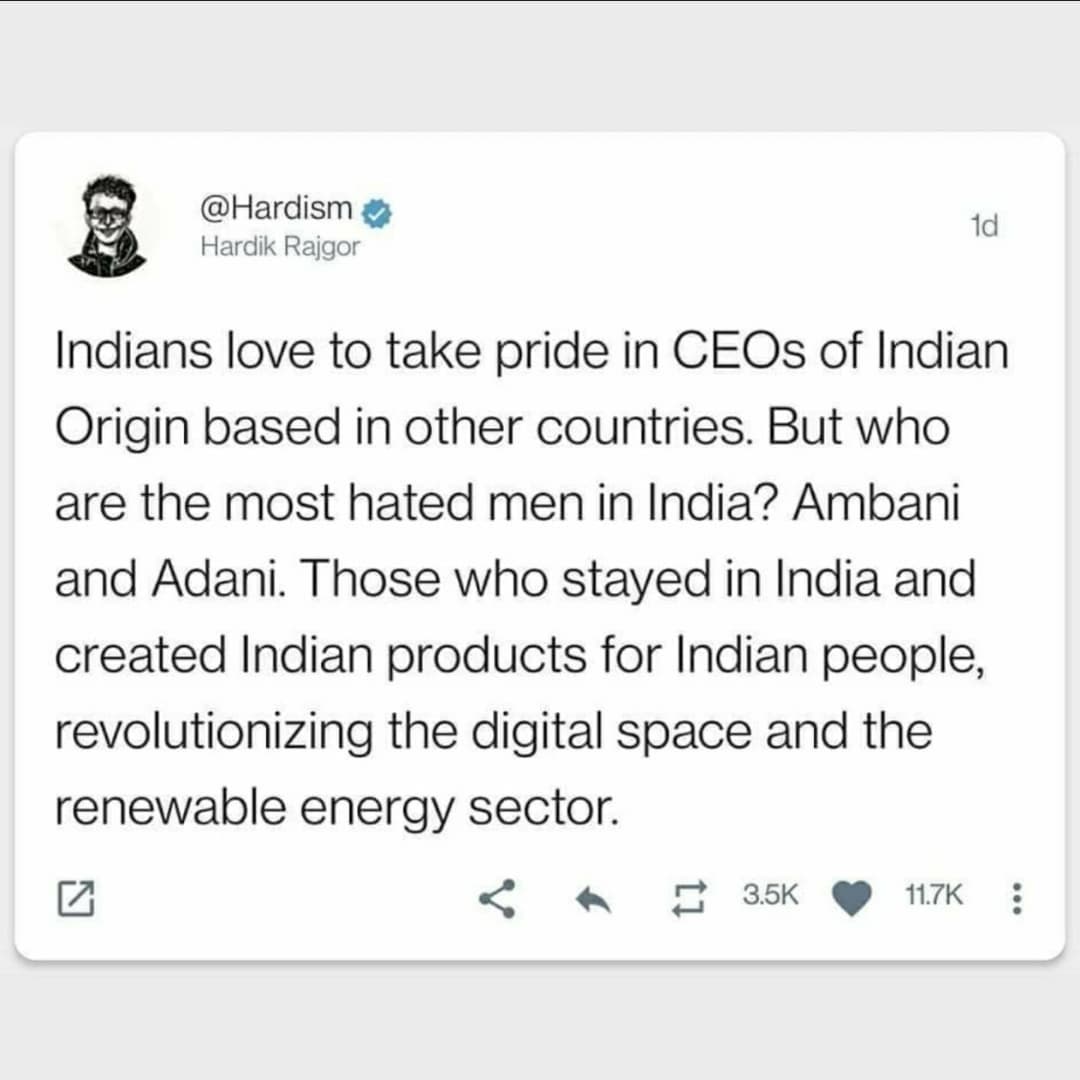 @Hardism
Hardik Rajgor
1d
Indians love to take pride in CEOs of Indian
Origin based in other countries. But who
are the most hated men in India? Ambani
and Adani. Those who stayed in India and
created Indian products for Indian people,
revolutionizing the digital space and the
renewable energy sector.
3.5K 11.7K